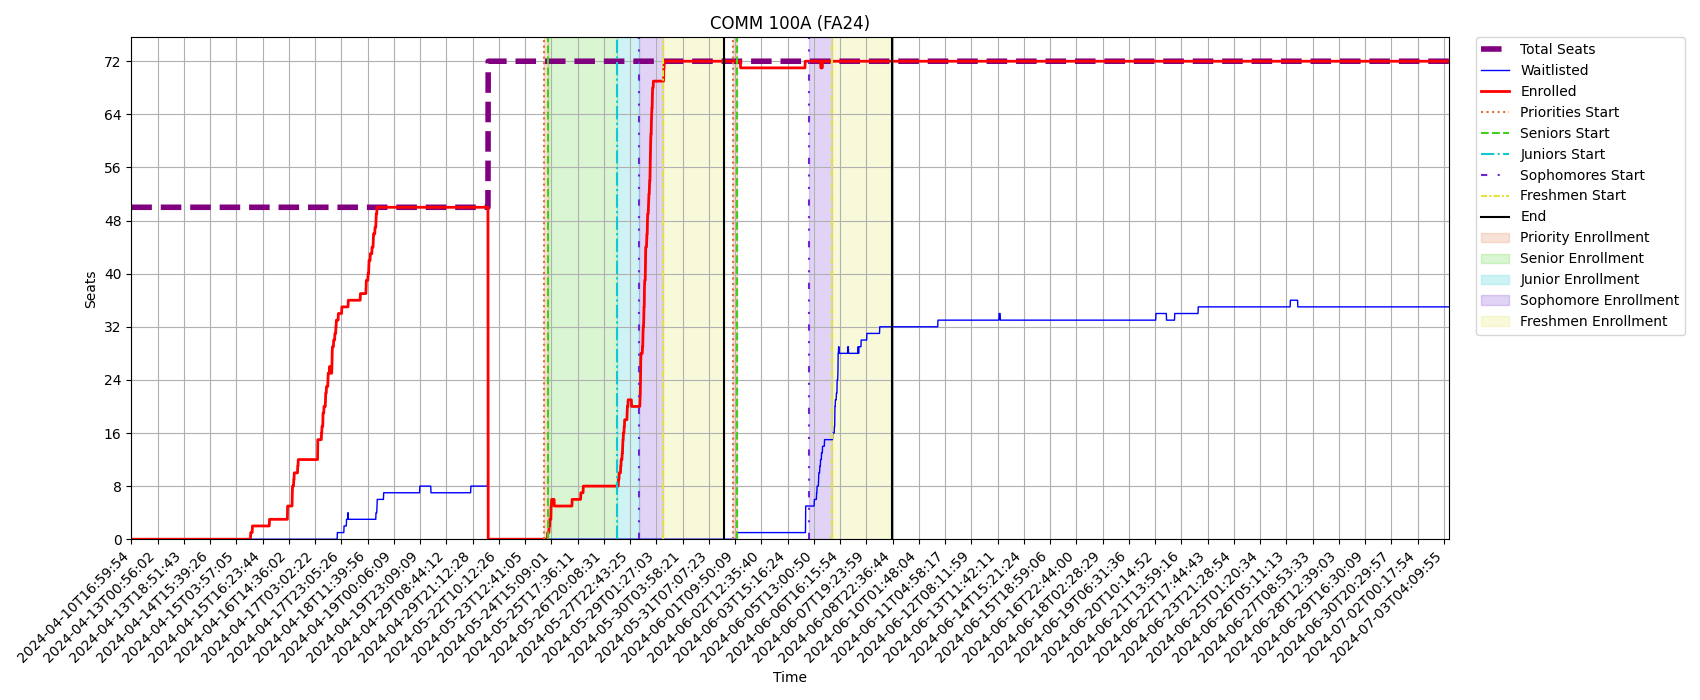 COMM 100A (FA24)
Seats
72
64
56
48
40
32
24
16
8
0
2024-04-10T16:59:54
2024-04-13T00:56:02
2024-04-13T18:51:43
2024-04-14T15:39:26
2024-04-15T03:57:05
2024-04-15T16:23:44
2024-04-16T14:36:02
2024-04-17T03:02:22
2024-04-17T23:05:26
2024-04-18T11:39:56
2024-04-19T00:06:09
2024-04-19T23:09:09
2024-04-29T08:44:12
2024-04-29T21:12:28
2024-05-22T10:12:26
2024-05-23T12:41:05
2024-05-24T15:09:01
2024-05-25T17:36:11
2024-05-26T20:08:31
2024-05-27T22:43:25
2024-05-29T01:27:03
2024-05-30T03:58:21
2024-05-31T07:07:23
2024-06-01T09:50:09
2024-06-02T12:35:40
2024-06-03T15:16:24
2024-06-05T13:00:50
2024-06-06T16:15:54
2024-06-07T19:23:59
2024-06-08T22:36:44
2024-06-10T01:48:04
2024-06-11T04:58:17
2024-06-12T08:11:59
2024-06-13T11:42:11
2024-06-14T15:21:24
2024-06-15T18:59:06
2024-06-16T22:44:00
2024-06-18T02:28:29
2024-06-19T06:31:36
2024-06-20T10:14:52
2024-06-21T13:59:16
2024-06-22T17:44:43
2024-06-23T21:28:54
2024-06-25T01:20:34
2024-06-26T05:11:13
2024-06-27T08:53:33
2024-06-28T12:39:03
2024-06-29T16:30:09
2024-06-30T20:29:57
2024-07-02T00:17:54
2024-07-03T04:09:55
Time
Total Seats
Waitlisted
Enrolled
Priorities Start
Seniors Start
Juniors Start
Sophomores Start
Freshmen Start
End
Priority Enrollment
Senior Enrollment
Junior Enrollment
Sophomore Enrollment
Freshmen Enrollment